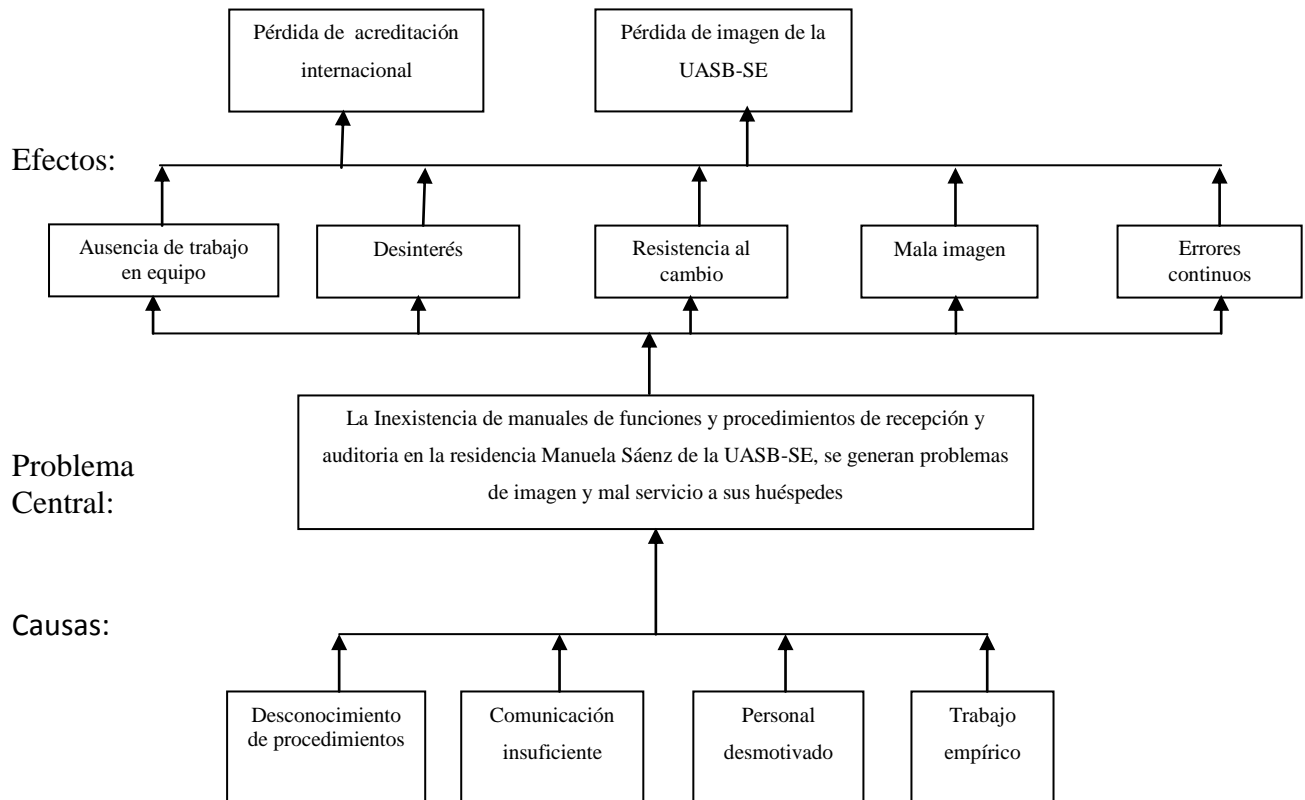 Pérdida de acreditación
internacional
Pérdida de imagen de la
UASB-SE
Efectos:
Ausencia de trabajo
en equipo
Desinterés
Resistencia al
cambio
Mala imagen
Errores
continuos
La Inexistencia de manuales de funciones y procedimientos de recepción y
auditoria en la residencia Manuela Sáenz de la UASB-SE, se generan problemas
de imagen y mal servicio a sus huéspedes
Problema
Central:
Causas:
Desconocimiento
de procedimientos
Comunicación
insuficiente
Personal
desmotivado
Trabajo
empírico